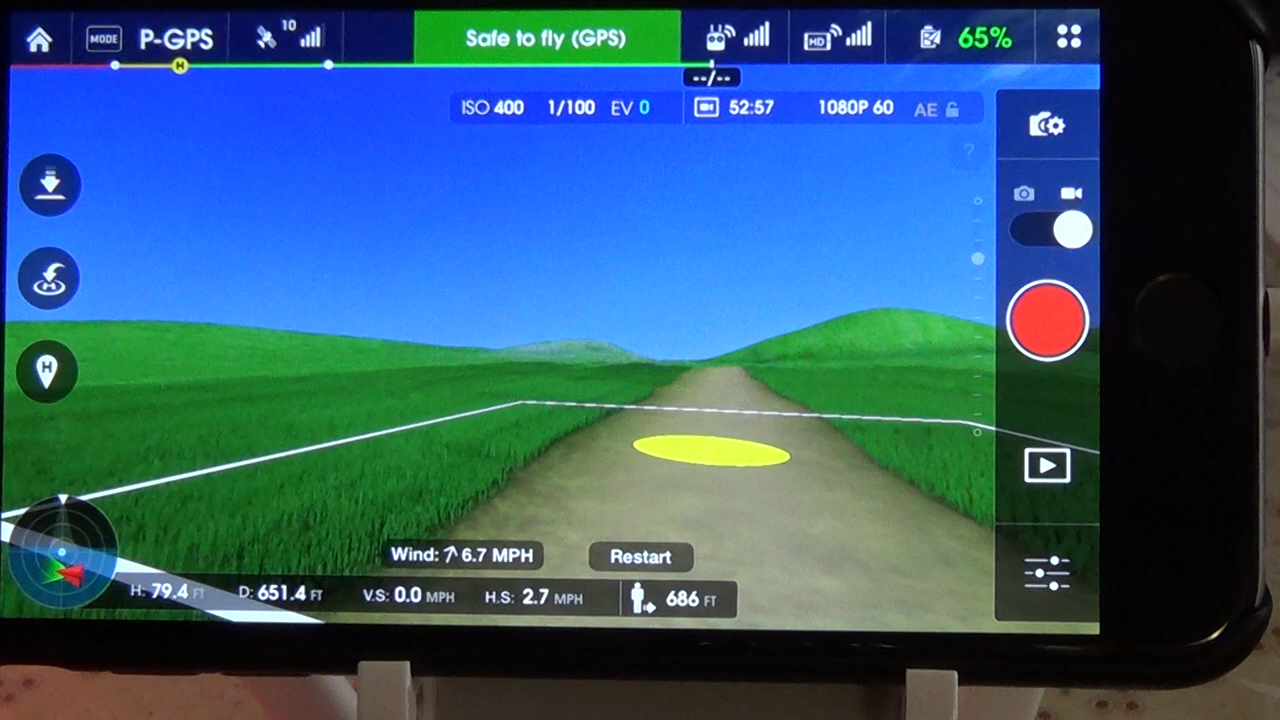 MODE P-GPS 10 Safe to fly (GPS) HD 65%
H
--/--
ISO 400 1/100 EV 0 52:57 1080P 60 AE
?
H
H
Wind: 6.7 MPH Restart
H: 79.4 FT D: 651.4 FT V.S: 0.0 MPH H.S: 2.7 MPH 686 FT